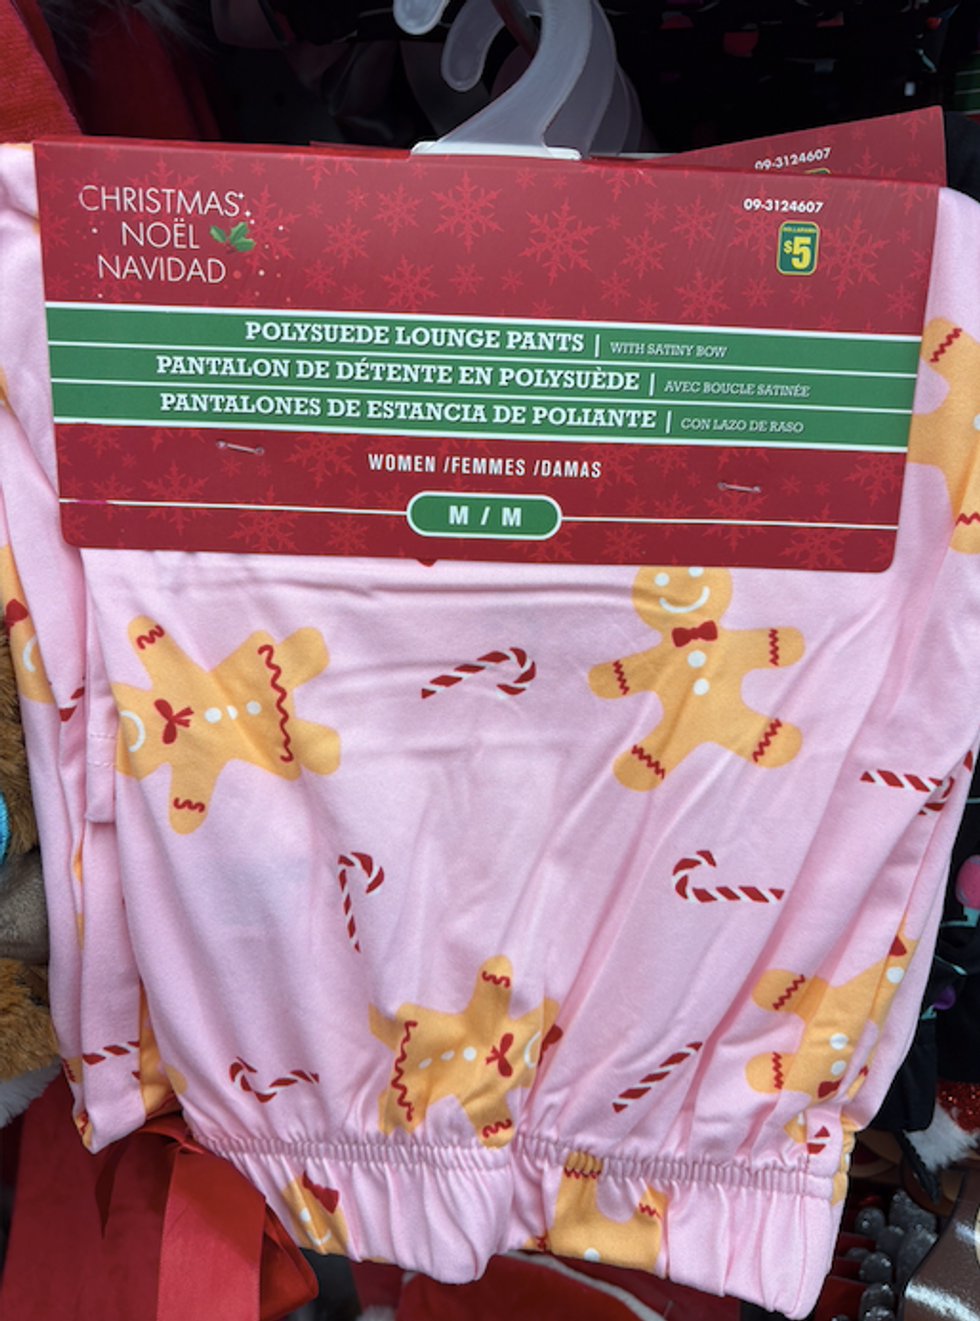 09-3124607
CHRISTMAS
NOËL
NAVIDAD
09-3124607
DOLLARAMA
$5
POLYSUEDE LOUNGE PANTS | WITH SATINY BOW
PANTALON DE DÉTENTE EN POLYSUÈDE | AVEC BOUCLE SATINÉE
PANTALONES DE ESTANCIA DE POLIANTE | CON LAZO DE RASO
WOMEN /FEMMES /DAMAS
M / M